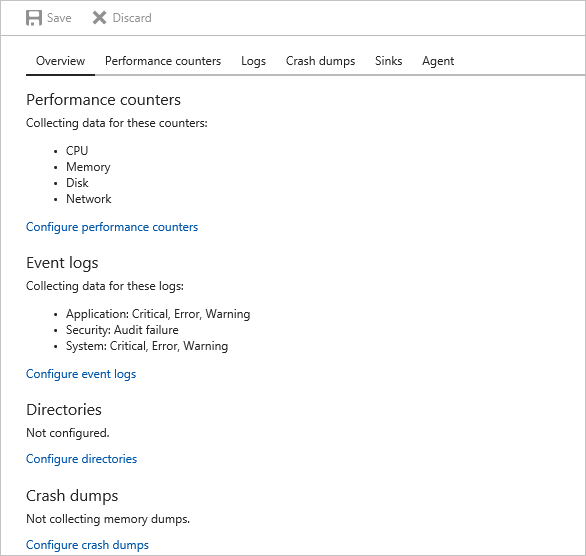 Save Discard
Overview Performance counters Logs Crash dumps Sinks Agent
Performance counters
Collecting data for these counters:
• CPU
• Memory
• Disk
• Network
Configure performance counters
Event logs
Collecting data for these logs:
• Application: Critical, Error, Warning
• Security: Audit failure
• System: Critical, Error, Warning
Configure event logs
Directories
Not configured.
Configure directories
Crash dumps
Not collecting memory dumps.
Configure crash dumps